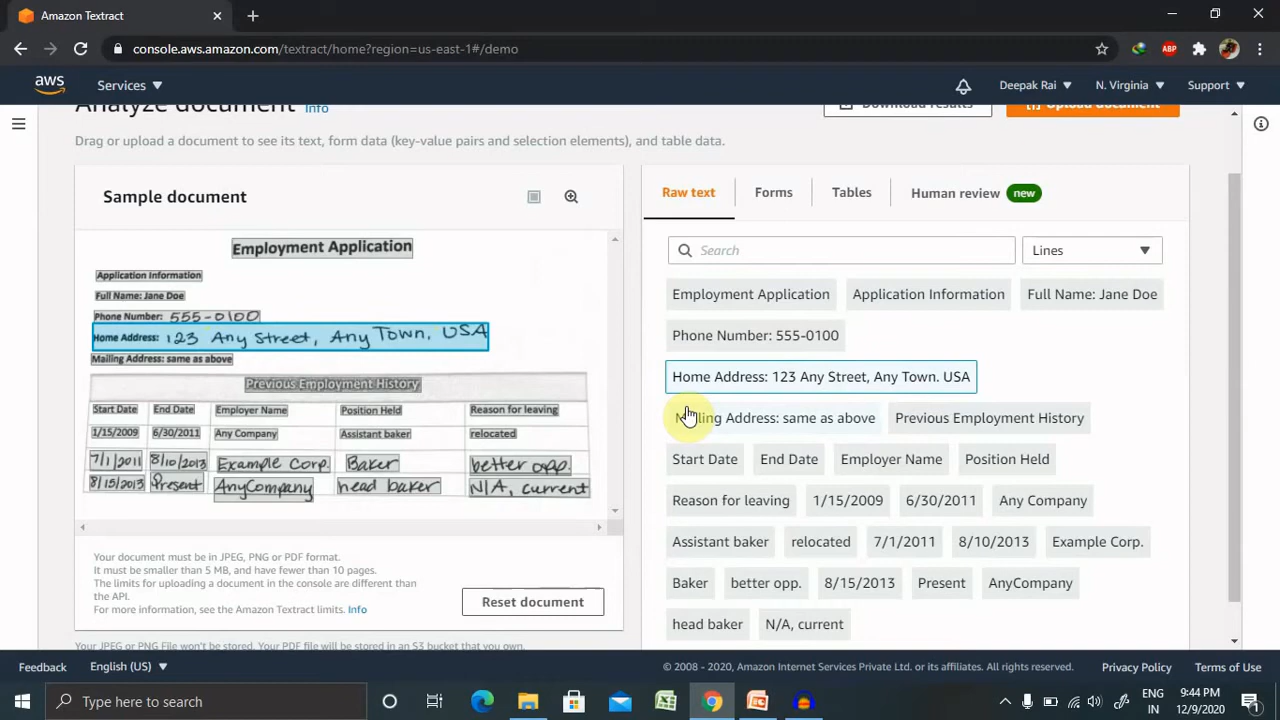 Amazon Textract
console.aws.amazon.com/textract/home?region=us-east-1#/demo
ABP
aws Services Deepak Rai N. Virginia Support
Analyze document Info Download results Upload document
Drag or upload a document to see its text, form data (key-value pairs and selection elements), and table data.
Sample document
Employment Application
Application Information
Full Name: Jane Doe
Phone Number: 555-0100
Home Address: 123 Any Street, Any Town. USA
Mailing Address: same as above
Previous Employment History
Start Date End Date Employer Name Position Held Reason for leaving
1/15/2009 6/30/2011 Any Company Assistant baker relocated
7/1/2011 8/10/2013 Example Corp. Baker better opp.
8/15/2013 Present AnyCompany head baker N/A, current
Your document must be in JPEG, PNG or PDF format.
It must be smaller than 5 MB, and have fewer than 10 pages.
The limits for uploading a document in the console are different than
the API.
For more information, see the Amazon Textract limits. Info
Reset document
Your JPEG or PNG File won't be stored. Your PDF file will be stored in an S3 bucket that you own.
Raw text Forms Tables Human review new
Search Lines
Employment Application Application Information Full Name: Jane Doe
Phone Number: 555-0100
Home Address: 123 Any Street, Any Town. USA
Mailing Address: same as above Previous Employment History
Start Date End Date Employer Name Position Held
Reason for leaving 1/15/2009 6/30/2011 Any Company
Assistant baker relocated 7/1/2011 8/10/2013 Example Corp.
Baker better opp. 8/15/2013 Present AnyCompany
head baker N/A, current
Feedback English (US) © 2008 - 2020, Amazon Internet Services Private Ltd. or its affiliates. All rights reserved. Privacy Policy Terms of Use
Type here to search
ENG
IN
9:44 PM
12/9/2020
1